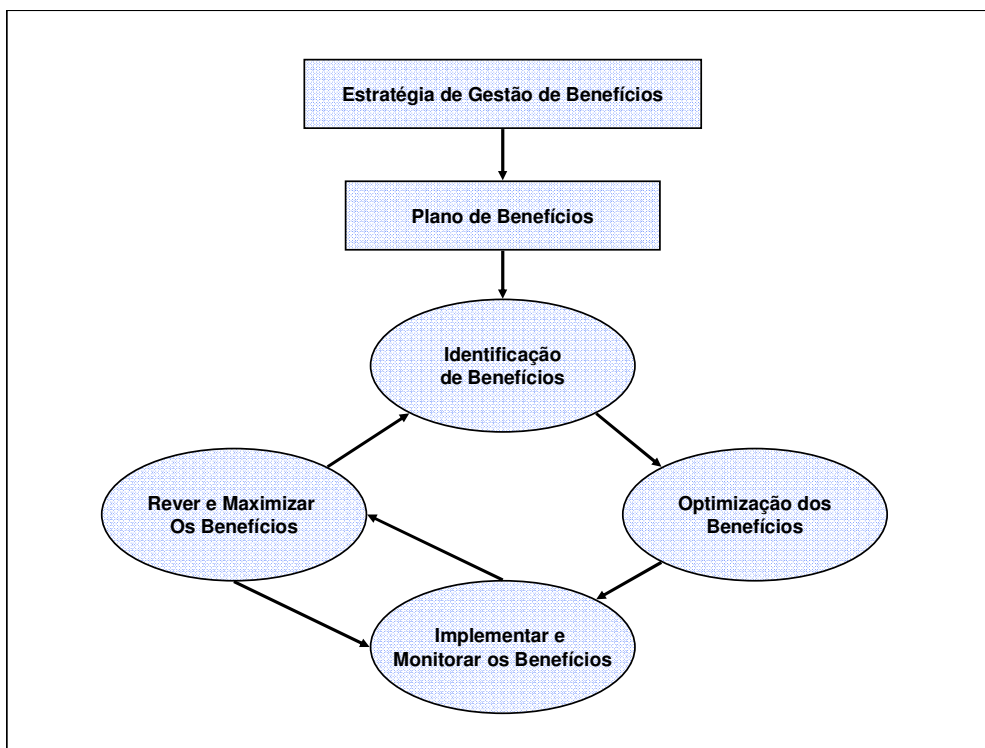 Estratégia de Gestão de Benefícios
Plano de Benefícios
Identificação
de Benefícios
Rever e Maximizar
Os Benefícios
Optimização dos
Benefícios
Implementar e
Monitorar os Benefícios